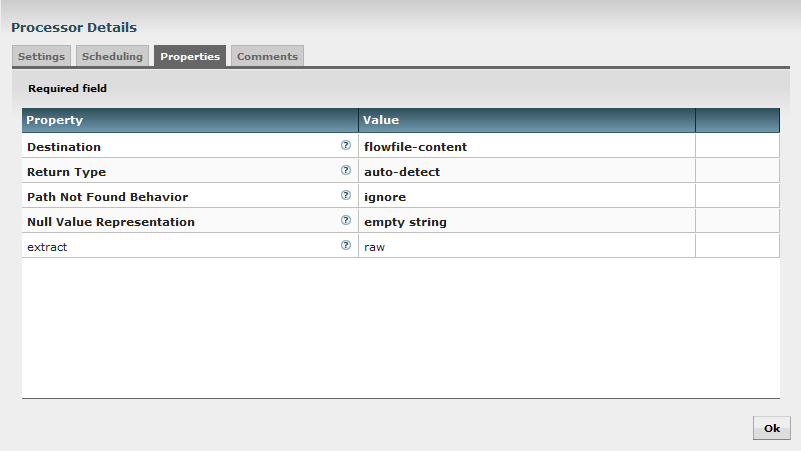 Processor Details
Settings Scheduling Properties Comments
Required field
Property Value
Destination ? flowfile-content
Return Type ? auto-detect
Path Not Found Behavior ? ignore
Null Value Representation ? empty string
extract ? raw
Ok